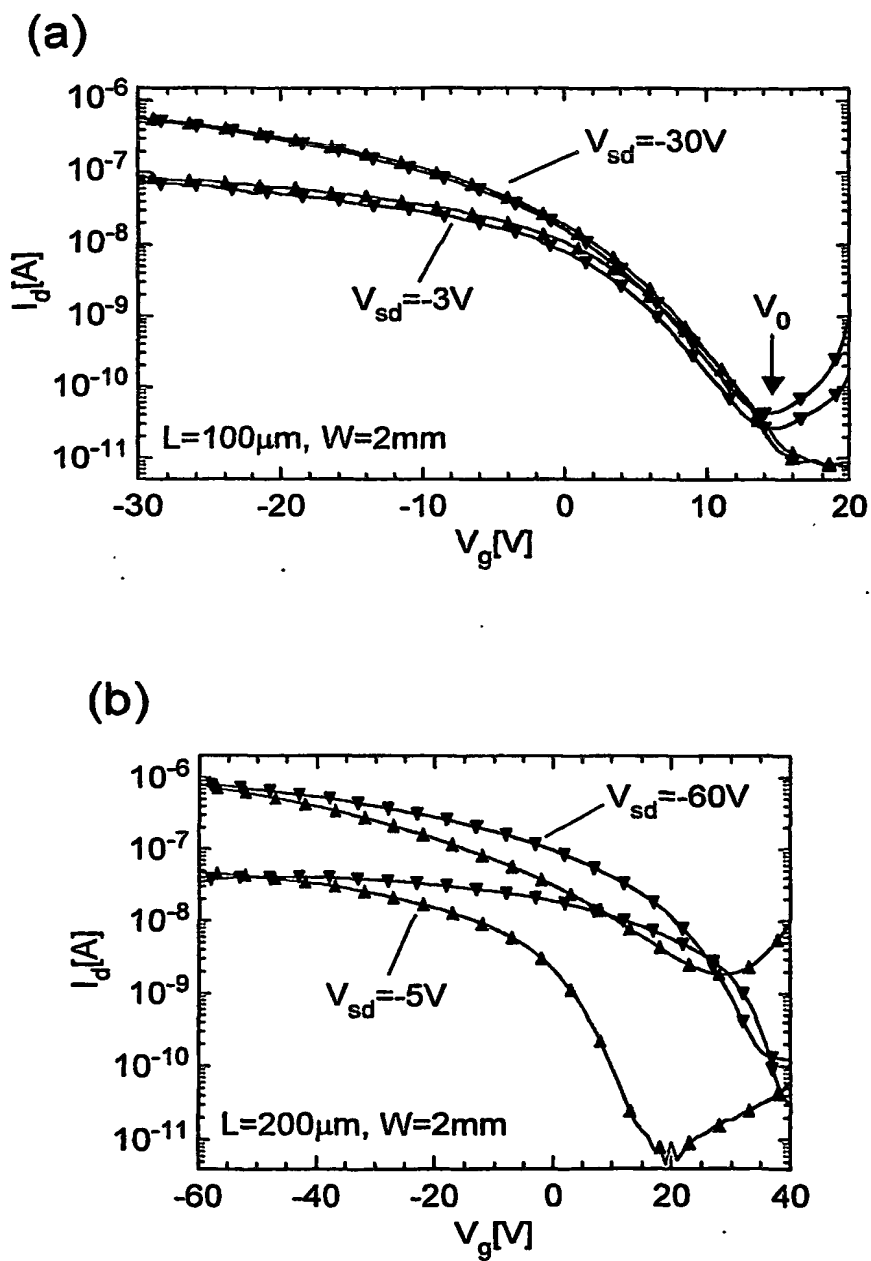 (a)
10⁻⁶
10⁻⁷
10⁻⁸
10⁻⁹
10⁻¹⁰
10⁻¹¹
I_d[A]
V_sd=-30V
V_sd=-3V
V_0
L=100μm, W=2mm
-30 -20 -10 0 10 20
V_g[V]
(b)
10⁻⁶
10⁻⁷
10⁻⁸
10⁻⁹
10⁻¹⁰
10⁻¹¹
I_d[A]
V_sd=-60V
V_sd=-5V
L=200μm, W=2mm
-60 -40 -20 0 20 40
V_g[V]